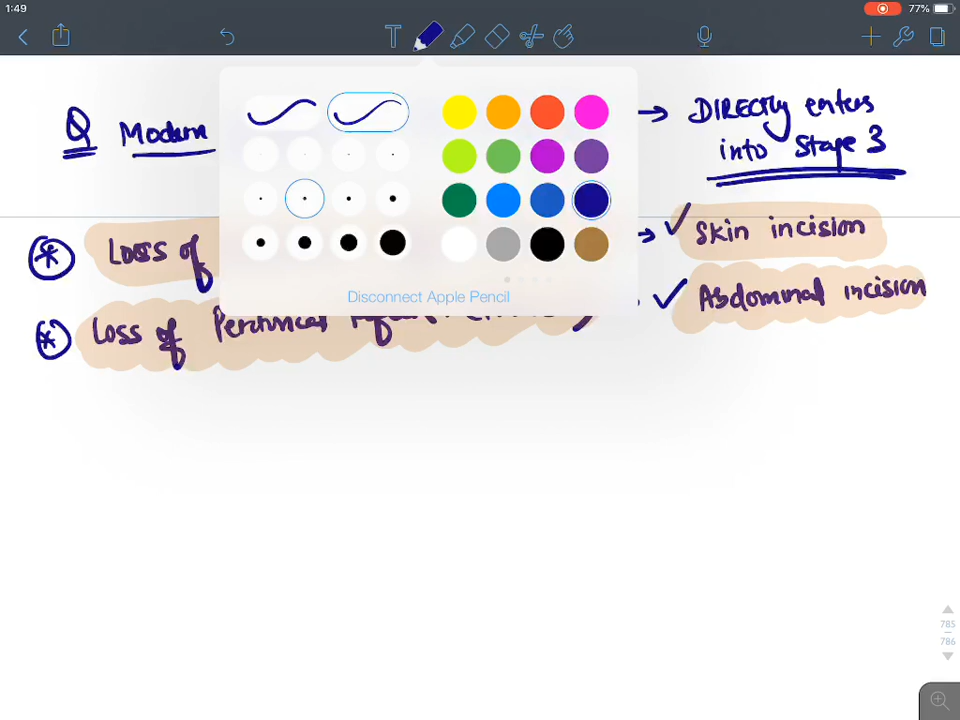 1:49
77%
T
Q Modern → DIRECTLY enters
into Stage 3
Loss of → ✓ Skin incision
Disconnect Apple Pencil
Loss of Peritoneal ✓ Abdominal incision
785
786